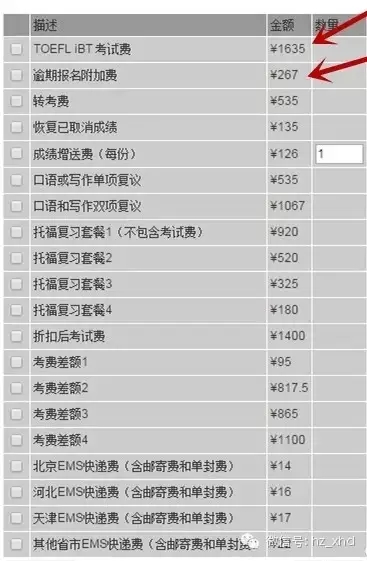 描述 金额 数量
TOEFL iBT 考试费 ¥1635
逾期报名附加费 ¥267
转考费 ¥535
恢复已取消成绩 ¥135
成绩增送费（每份） ¥126 1
口语或写作单项复议 ¥535
口语和写作双项复议 ¥1067
托福复习套餐1（不包含考试费） ¥920
托福复习套餐2 ¥520
托福复习套餐3 ¥325
托福复习套餐4 ¥180
折扣后考试费 ¥1400
考费差额1 ¥95
考费差额2 ¥817.5
考费差额3 ¥865
考费差额4 ¥1100
北京EMS快递费（含邮寄费和单封费） ¥14
河北EMS快递费（含邮寄费和单封费） ¥16
天津EMS快递费（含邮寄费和单封费） ¥17
其他省市EMS快递费（含邮寄费和单封费
微信号: hz_xhd